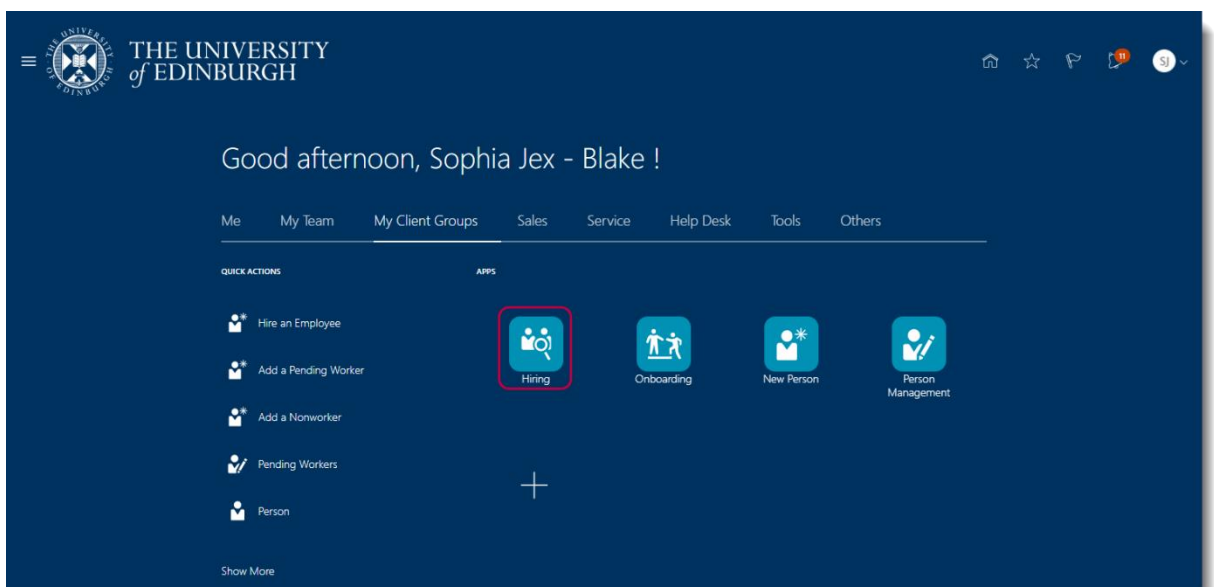 THE UNIVERSITY
of EDINBURGH
11
SJ
Good afternoon, Sophia Jex - Blake !
Me My Team My Client Groups Sales Service Help Desk Tools Others
QUICK ACTIONS APPS
Hire an Employee
Add a Pending Worker
Add a Nonworker
Pending Workers
Person
Show More
Hiring Onboarding New Person Person
Management